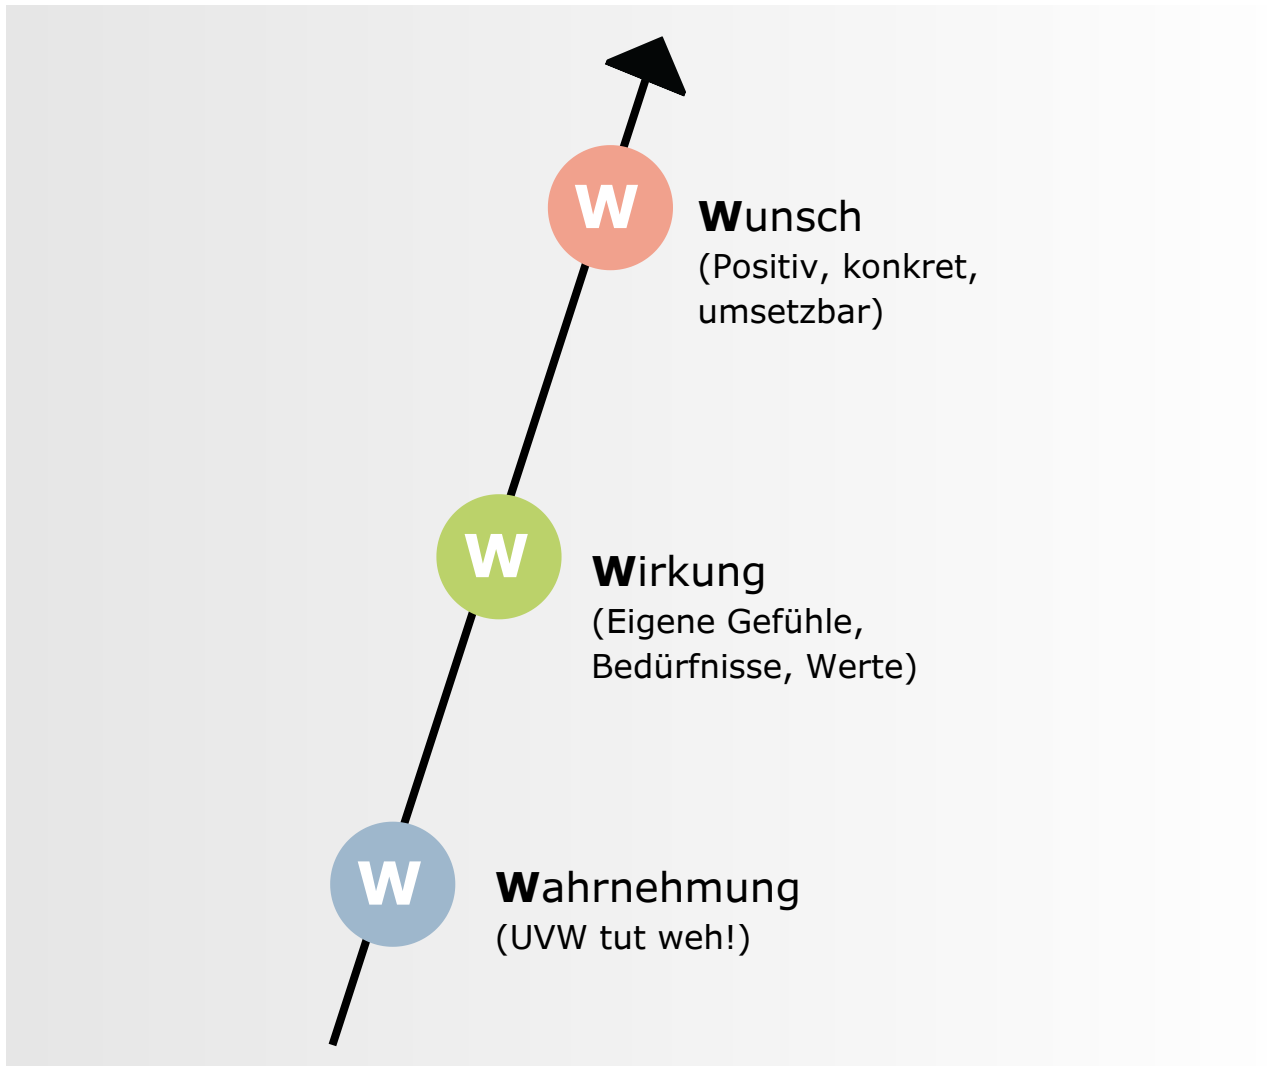 W
Wunsch
(Positiv, konkret,
umsetzbar)
W
Wirkung
(Eigene Gefühle,
Bedürfnisse, Werte)
W
Wahrnehmung
(UVW tut weh!)